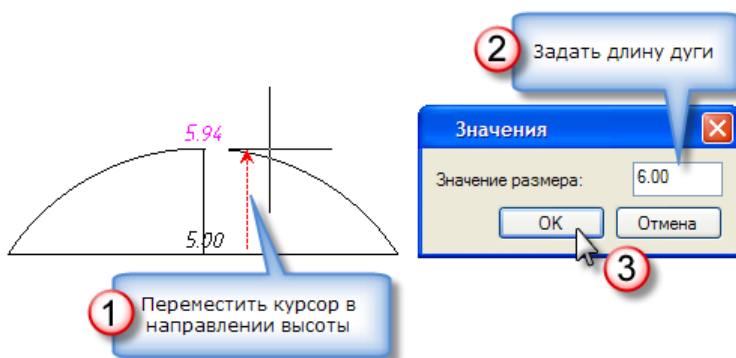 2
Задать длину дуги
5.94
Значения
Значение размера:
6.00
5.00
OK
Отмена
3
1
Переместить курсор в
направлении высоты